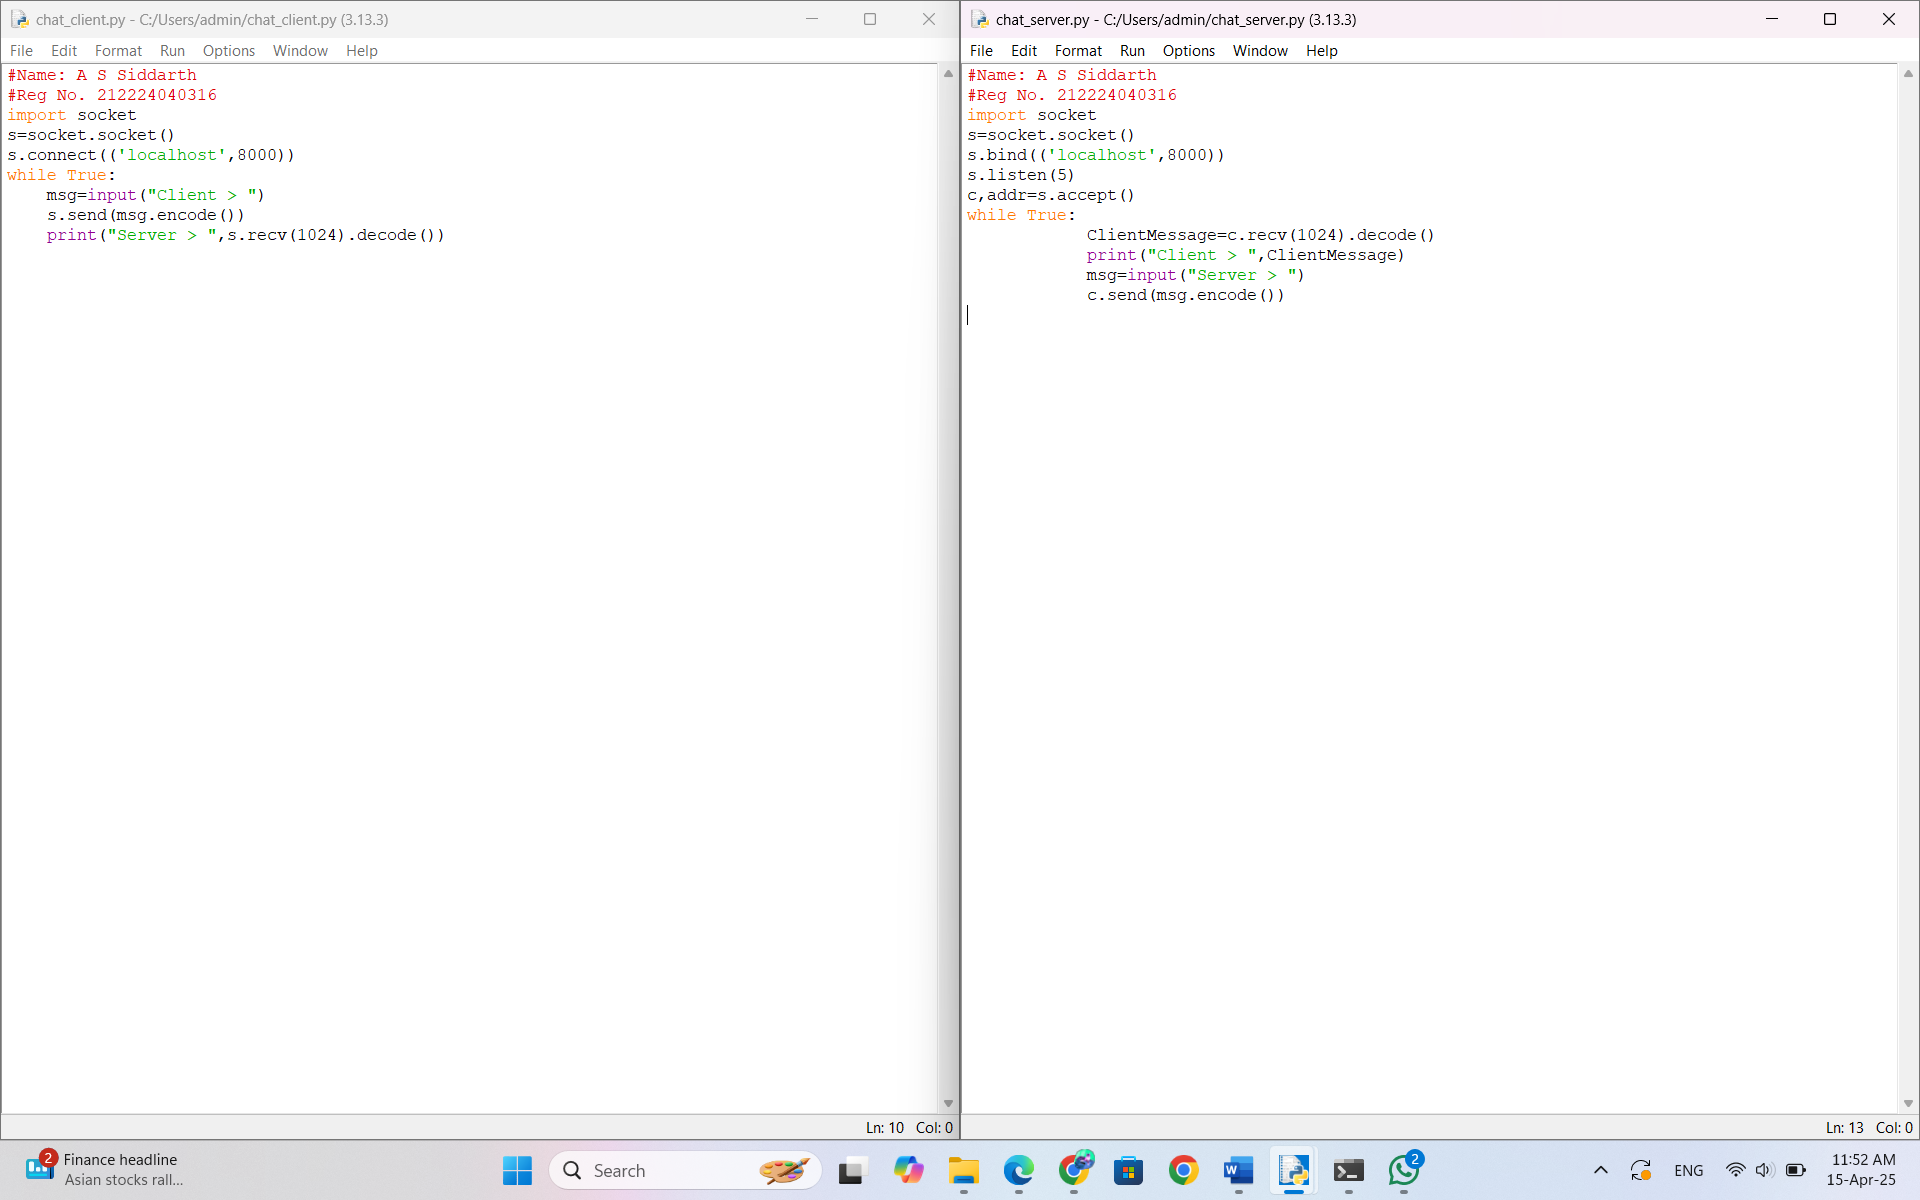 chat_client.py - C:/Users/admin/chat_client.py (3.13.3)
File Edit Format Run Options Window Help
#Name: A S Siddarth
#Reg No. 212224040316
import socket
s=socket.socket()
s.connect(('localhost',8000))
while True:
    msg=input("Client > ")
    s.send(msg.encode())
    print("Server > ",s.recv(1024).decode())
Ln: 10 Col: 0
chat_server.py - C:/Users/admin/chat_server.py (3.13.3)
File Edit Format Run Options Window Help
#Name: A S Siddarth
#Reg No. 212224040316
import socket
s=socket.socket()
s.bind(('localhost',8000))
s.listen(5)
c,addr=s.accept()
while True:
            ClientMessage=c.recv(1024).decode()
            print("Client > ",ClientMessage)
            msg=input("Server > ")
            c.send(msg.encode())
Ln: 13 Col: 0
2
Finance headline
Asian stocks rall...
Search
W
2
ENG
11:52 AM
15-Apr-25